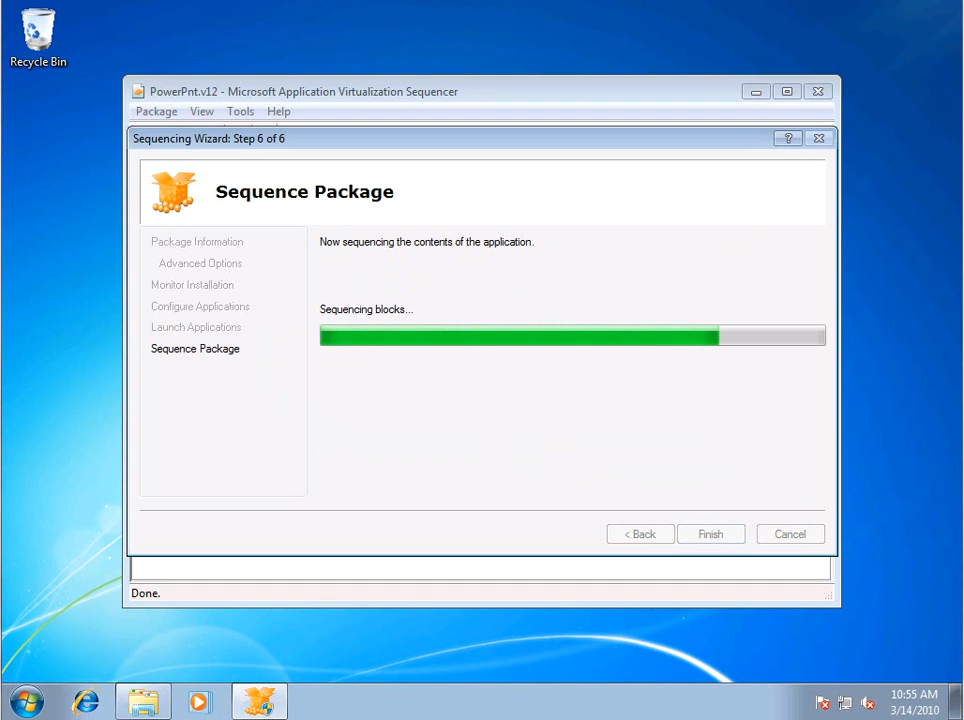 Recycle Bin
PowerPnt.v12 - Microsoft Application Virtualization Sequencer
Package View Tools Help
Sequencing Wizard: Step 6 of 6
?
Sequence Package
Package Information
Advanced Options
Monitor Installation
Configure Applications
Launch Applications
Sequence Package
Now sequencing the contents of the application.
Sequencing blocks...
< Back Finish Cancel
Done.
10:55 AM
3/14/2010